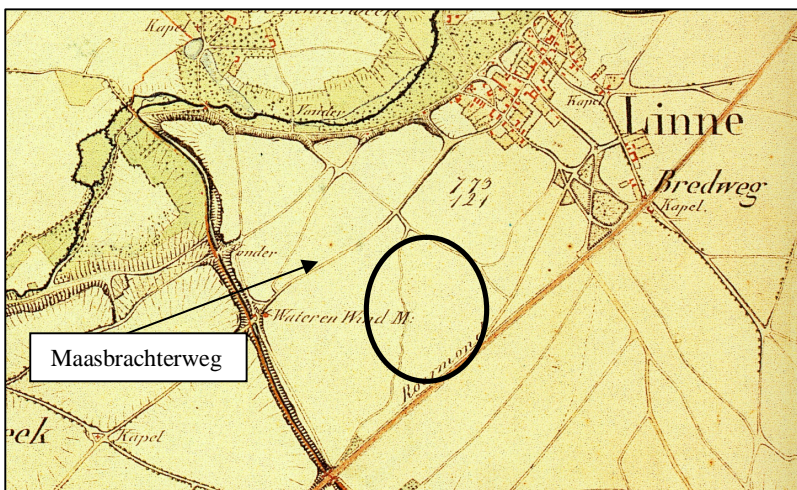 Kapel
Vonder
Kapel
Linne
773
121
Bredweg
Kapel.
Vonder
Water en Wind M:
Maasbrachterweg
Roermond
eek
Kapel